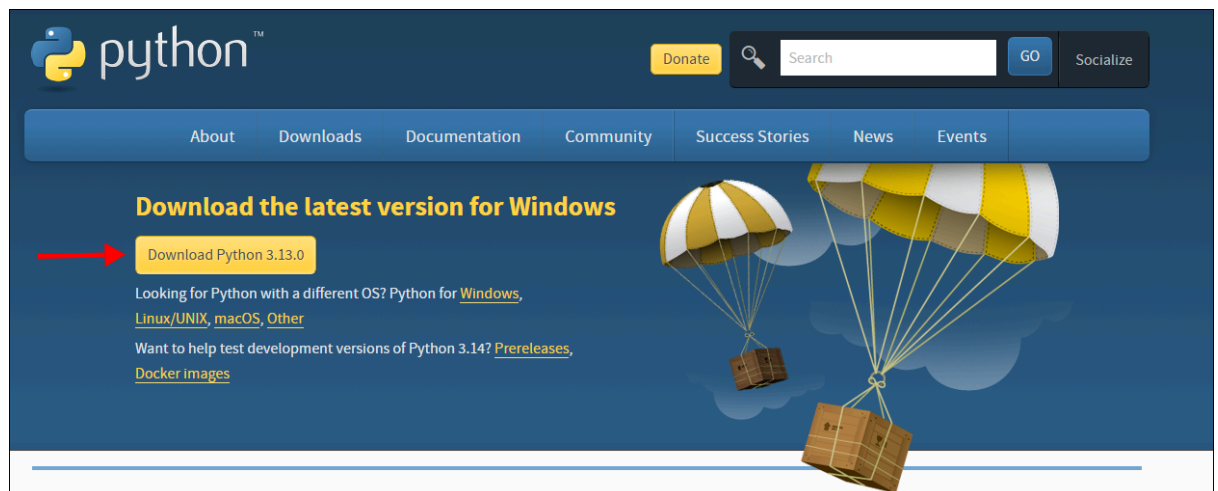 python™
Donate
Search
GO
Socialize
About Downloads Documentation Community Success Stories News Events
Download the latest version for Windows
Download Python 3.13.0
Looking for Python with a different OS? Python for Windows,
Linux/UNIX, macOS, Other
Want to help test development versions of Python 3.14? Prereleases,
Docker images